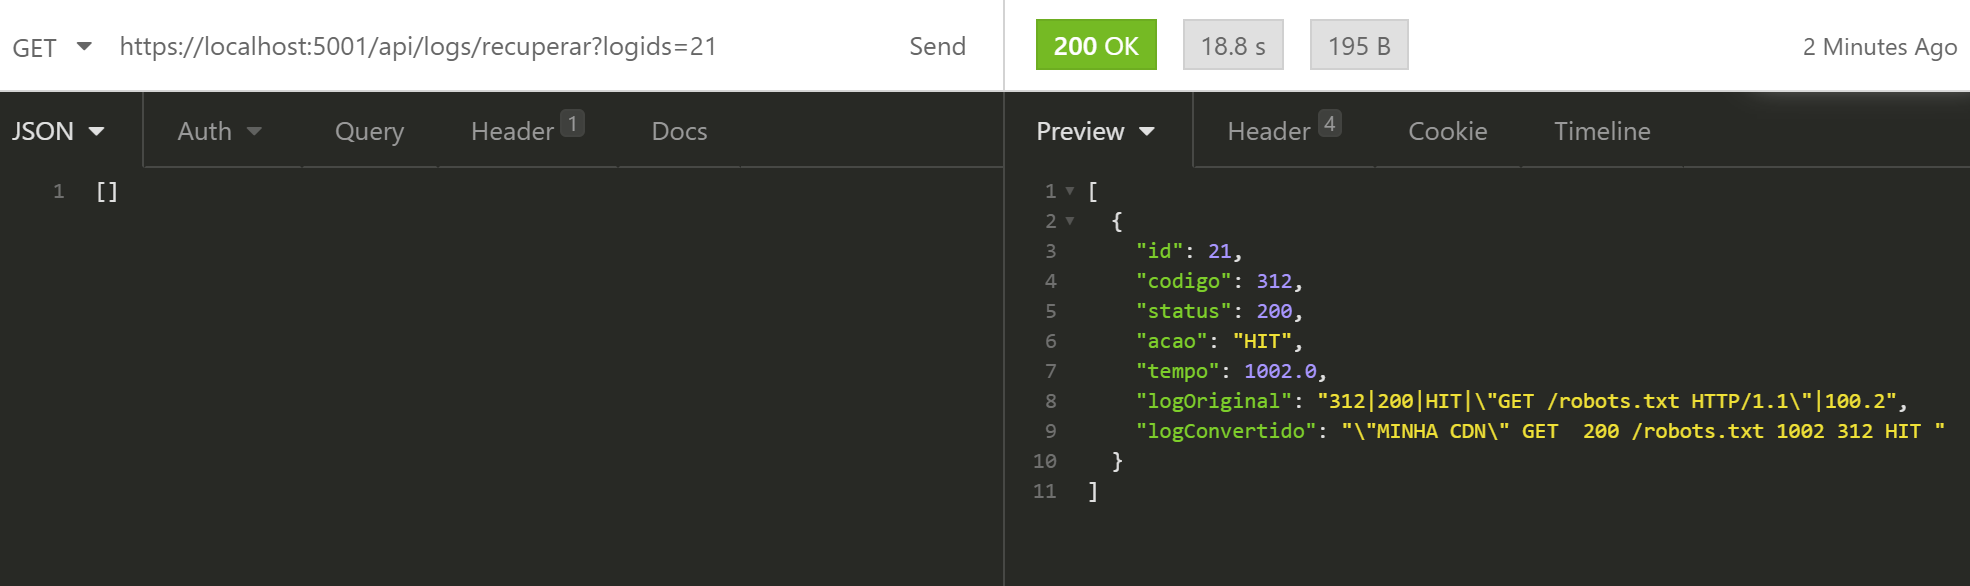 GET https://localhost:5001/api/logs/recuperar?logids=21 Send
200 OK 18.8 s 195 B 2 Minutes Ago
JSON Auth Query Header 1 Docs
1 []
Preview Header 4 Cookie Timeline
1 [
2 {
3 "id": 21,
4 "codigo": 312,
5 "status": 200,
6 "acao": "HIT",
7 "tempo": 1002.0,
8 "logOriginal": "312|200|HIT|\"GET /robots.txt HTTP/1.1\"|100.2",
9 "logConvertido": "\"MINHA CDN\" GET  200 /robots.txt 1002 312 HIT "
10 }
11 ]